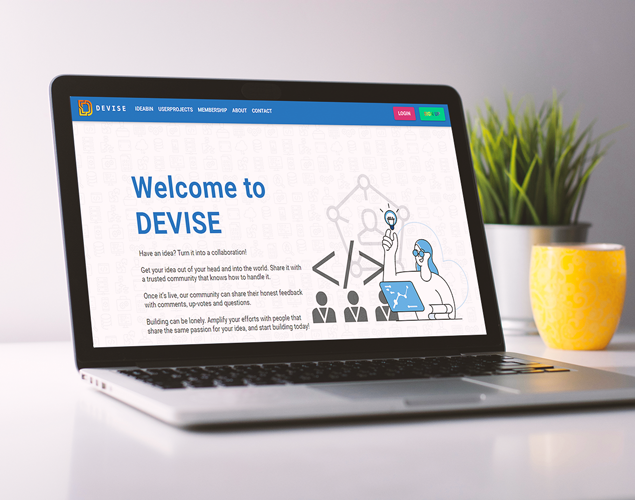 DEVISE IDEABIN USERPROJECTS MEMBERSHIP ABOUT CONTACT LOGIN
Welcome to
DEVISE
Have an idea? Turn it into a collaboration!
Get your idea out of your head and into the world. Share it with
a trusted community that knows how to handle it.
Once it's live, our community can share their honest feedback
with comments, up-votes and questions.
Building can be lonely. Amplify your efforts with people that
share the same passion for your idea, and start building today!